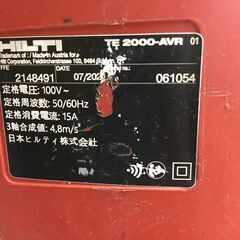 HILTI TE 2000-AVR 01
Trademark of
Made in Austria for
Hilti Corporation, Feldkircherstrasse 100, 9494
2148491 07/202 061054
定格電圧：100V~
定格周波数：50/60Hz
定格消費電流：15A
3軸合成値：4,8m/s²
日本ヒルティ株式会社